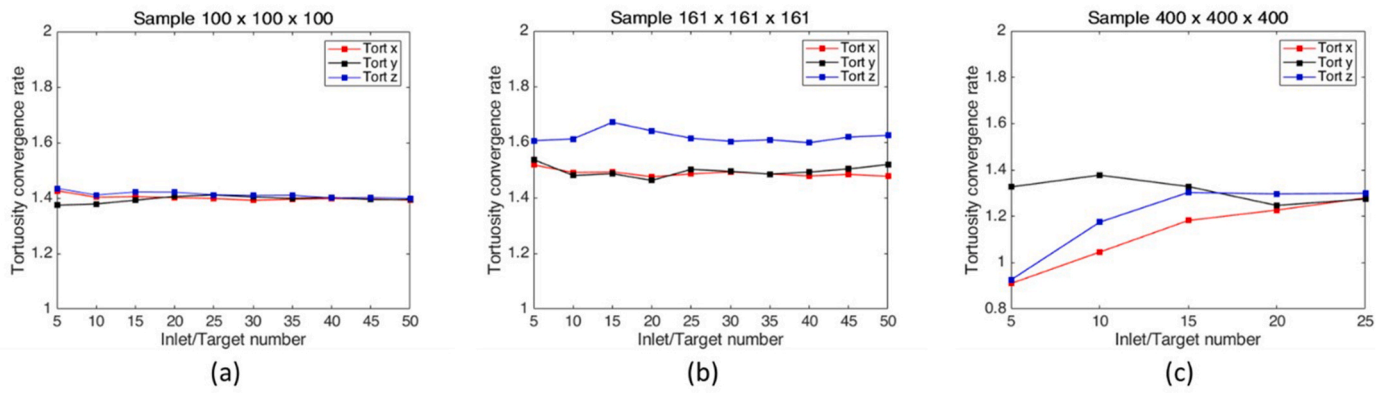 Sample 100 x 100 x 100
Tortuosity convergence rate
2
1.8
1.6
1.4
1.2
1
5 10 15 20 25 30 35 40 45 50
Inlet/Target number
Tort x
Tort y
Tort z
(a)
Sample 161 x 161 x 161
Tortuosity convergence rate
2
1.8
1.6
1.4
1.2
1
5 10 15 20 25 30 35 40 45 50
Inlet/Target number
Tort x
Tort y
Tort z
(b)
Sample 400 x 400 x 400
Tortuosity convergence rate
2
1.8
1.6
1.4
1.2
1
0.8
5 10 15 20 25
Inlet/Target number
Tort x
Tort y
Tort z
(c)